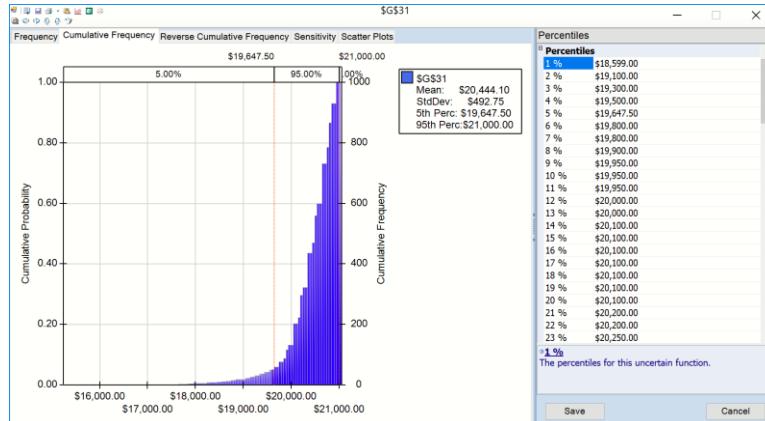 $G$31
Frequency Cumulative Frequency Reverse Cumulative Frequency Sensitivity Scatter Plots
$19,647.50 $21,000.00
5.00% 95.00% .00%
1.00 1000
0.80 800
0.60 600
0.40 400
0.20 200
0.00 0
Cumulative Probability
Cumulative Frequency
$16,000.00 $18,000.00 $20,000.00
$17,000.00 $19,000.00 $21,000.00
$G$31
Mean: $20,444.10
StdDev: $492.75
5th Perc: $19,647.50
95th Perc: $21,000.00
Percentiles
Percentiles
1 % $18,599.00
2 % $19,100.00
3 % $19,300.00
4 % $19,500.00
5 % $19,647.50
6 % $19,800.00
7 % $19,800.00
8 % $19,900.00
9 % $19,950.00
10 % $19,950.00
11 % $19,950.00
12 % $20,000.00
13 % $20,000.00
14 % $20,100.00
15 % $20,100.00
16 % $20,100.00
17 % $20,100.00
18 % $20,100.00
19 % $20,100.00
20 % $20,100.00
21 % $20,200.00
22 % $20,200.00
23 % $20,250.00
1 %
The percentiles for this uncertain function.
Save Cancel